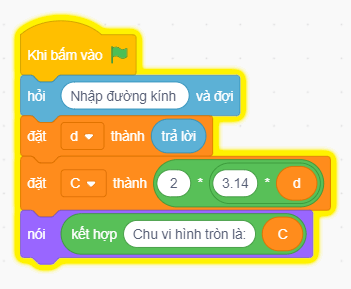 Khi bấm vào
hỏi Nhập đường kính và đợi
đặt d thành trả lời
đặt C thành 2 * 3.14 * d
nói kết hợp Chu vi hình tròn là: C